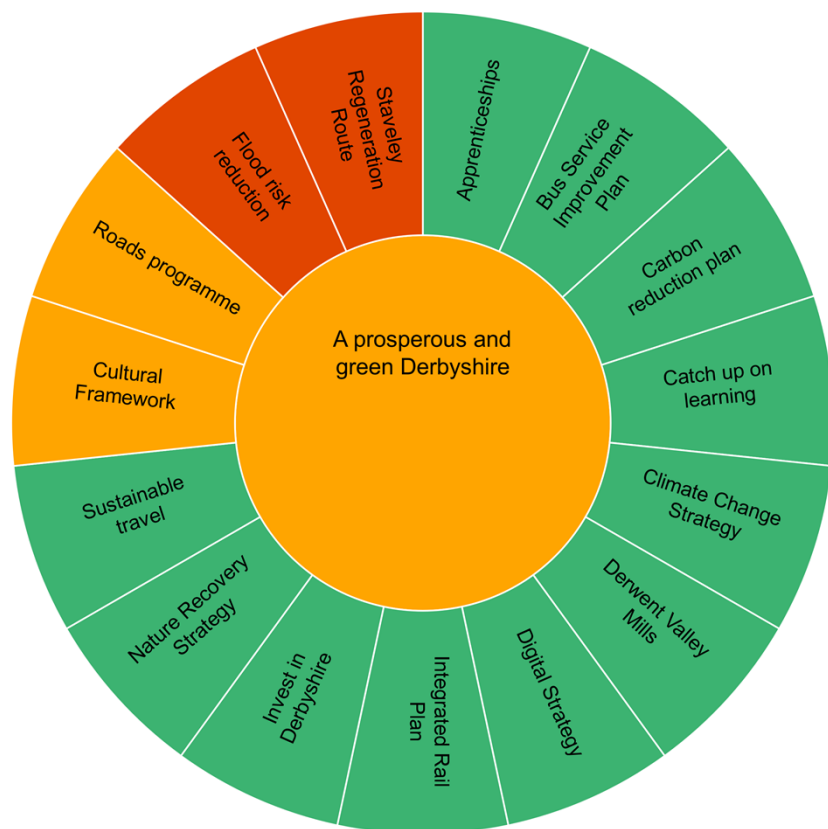 A prosperous and
green Derbyshire
Apprenticeships
Bus Service
Improvement
Plan
Carbon
reduction plan
Catch up on
learning
Climate Change
Strategy
Derwent Valley
Mills
Digital Strategy
Integrated Rail
Plan
Invest in
Derbyshire
Nature Recovery
Strategy
Sustainable
travel
Cultural
Framework
Roads programme
Flood risk
reduction
Staveley
Regeneration
Route